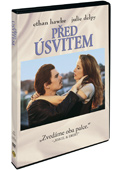 ethan hawke julie delpy
PŘED
ÚSVITEM
„Zvedáme oba palce.“